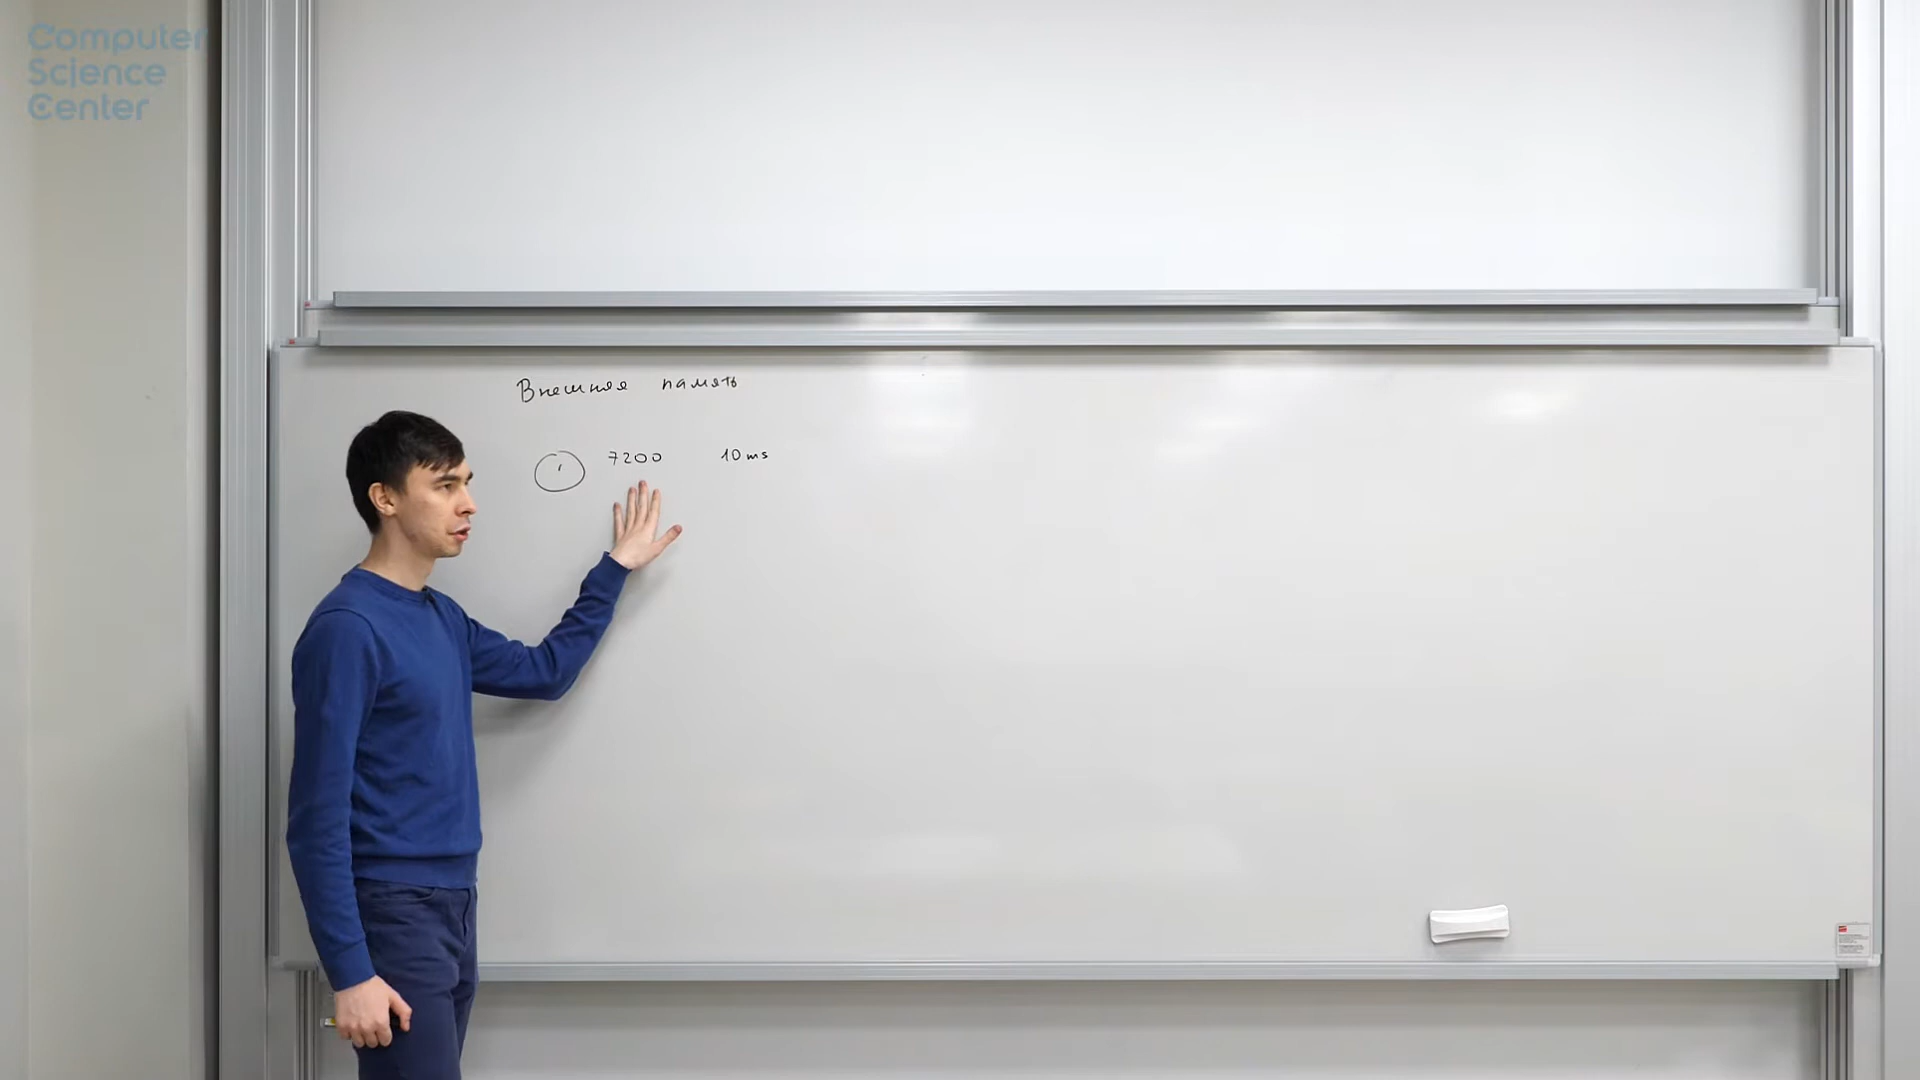 Computer
Science
Center
Внешняя память
7200 10 ms